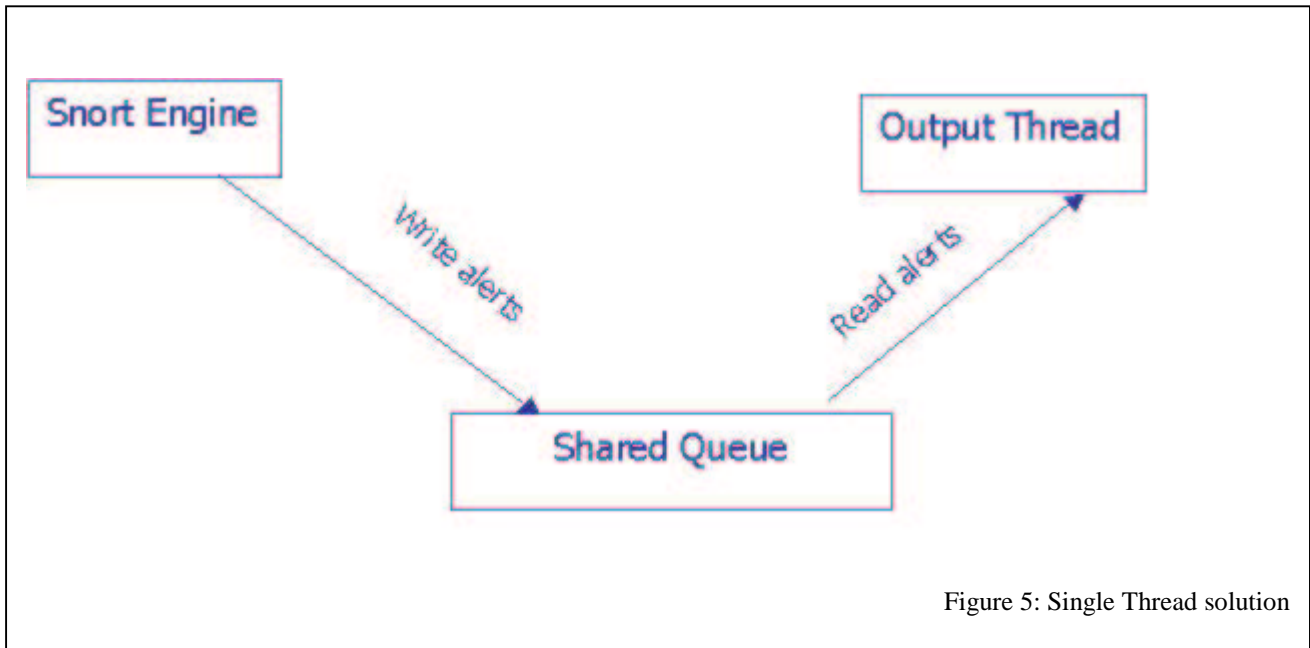 Snort Engine
Output Thread
Write alerts
Read alerts
Shared Queue
Figure 5: Single Thread solution